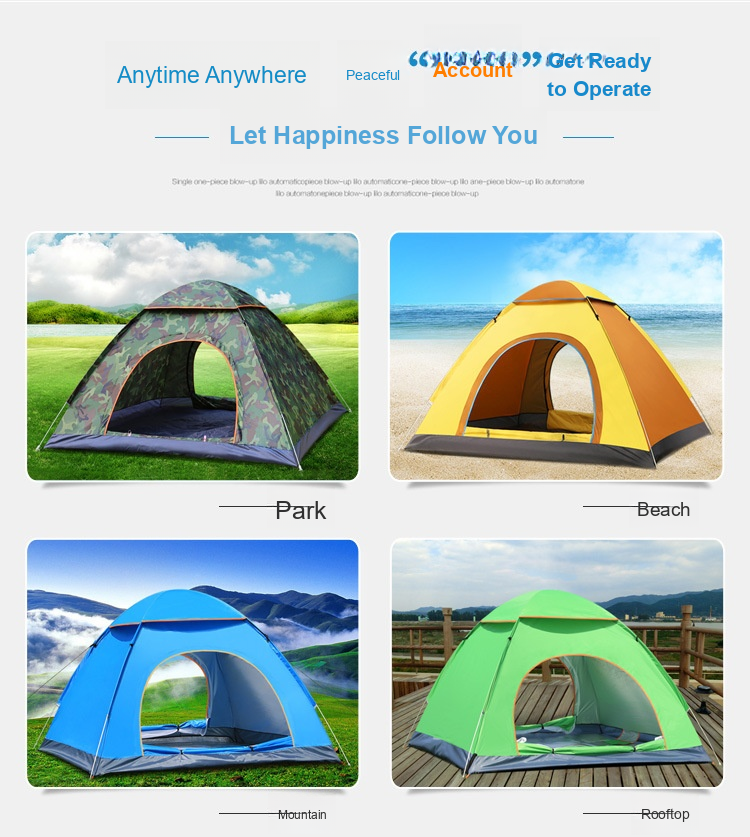 Anytime Anywhere
Peaceful
Account
Get Ready
to Operate
Let Happiness Follow You
Single one-piece blow-up lilo automaticopiece blow-up lilo automaticone-piece blow-up lilo ane-piece blow-up lilo automatone
lilo automatonepiece blow-up lilo automaticone-piece blow-up
Park
Beach
Mountain
Rooftop